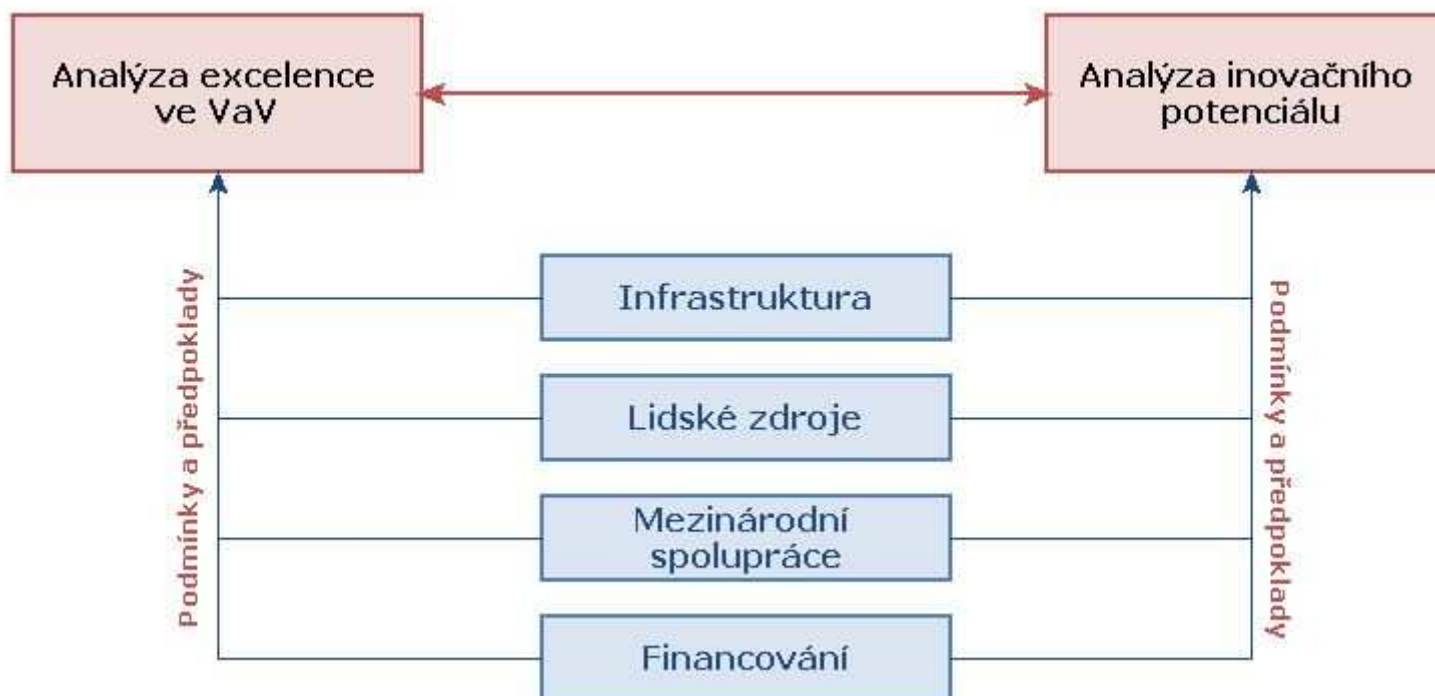 Analýza excelence
ve VaV
Analýza inovačního
potenciálu
Podmínky a předpoklady
Infrastruktura
Lidské zdroje
Mezinárodní
spolupráce
Financování
Podmínky a předpoklady